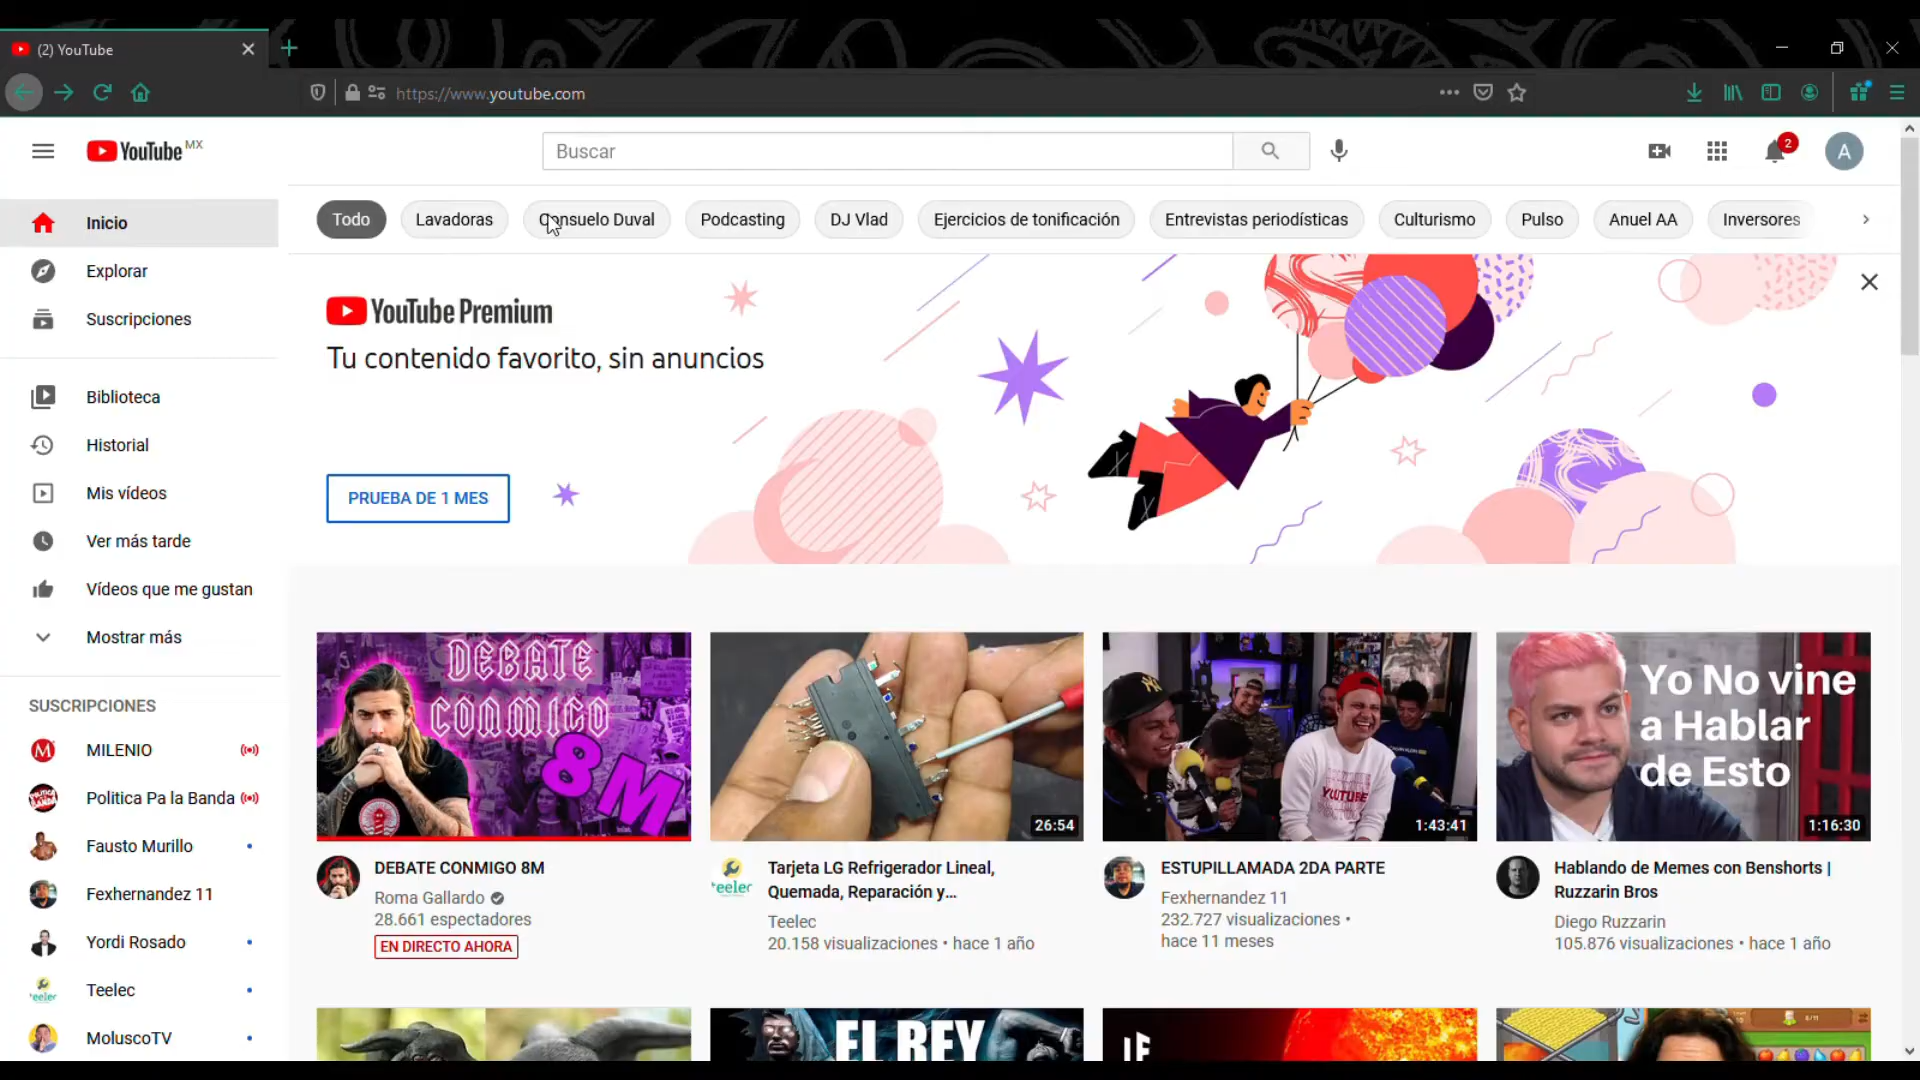 (2) YouTube
https://www.youtube.com
YouTube MX
Buscar
2
A
Inicio
Explorar
Suscripciones
Biblioteca
Historial
Mis vídeos
Ver más tarde
Vídeos que me gustan
Mostrar más
SUSCRIPCIONES
MILENIO
Politica Pa la Banda
Fausto Murillo
Fexhernandez 11
Yordi Rosado
Teelec
MoluscoTV
Todo
Lavadoras
Consuelo Duval
Podcasting
DJ Vlad
Ejercicios de tonificación
Entrevistas periodísticas
Culturismo
Pulso
Anuel AA
Inversores
YouTube Premium
Tu contenido favorito, sin anuncios
PRUEBA DE 1 MES
DEBATE
CONMIGO
8M
DEBATE CONMIGO 8M
Roma Gallardo
28.661 espectadores
EN DIRECTO AHORA
26:54
Tarjeta LG Refrigerador Lineal,
Quemada, Reparación y...
Teelec
20.158 visualizaciones • hace 1 año
YOUTUBE
1:43:41
ESTUPILLAMADA 2DA PARTE
Fexhernandez 11
232.727 visualizaciones •
hace 11 meses
Yo No vine
a Hablar
de Esto
1:16:30
Hablando de Memes con Benshorts |
Ruzzarin Bros
Diego Ruzzarin
105.876 visualizaciones • hace 1 año
EL REY